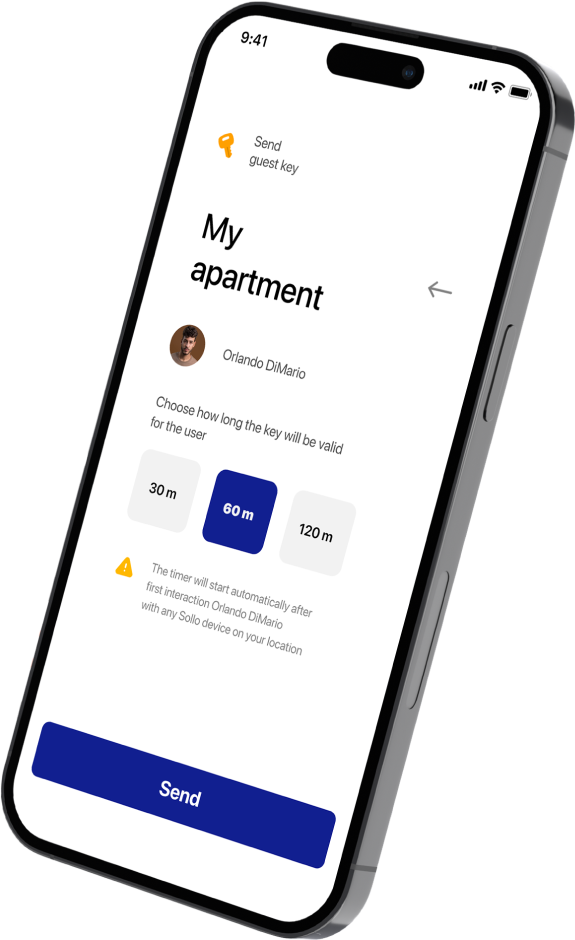 9:41
Send
guest key
My
apartment
Orlando DiMario
Choose how long the key will be valid
for the user
30 m
60 m
120 m
The timer will start automatically after
first interaction Orlando DiMario
with any Sollo device on your location
Send